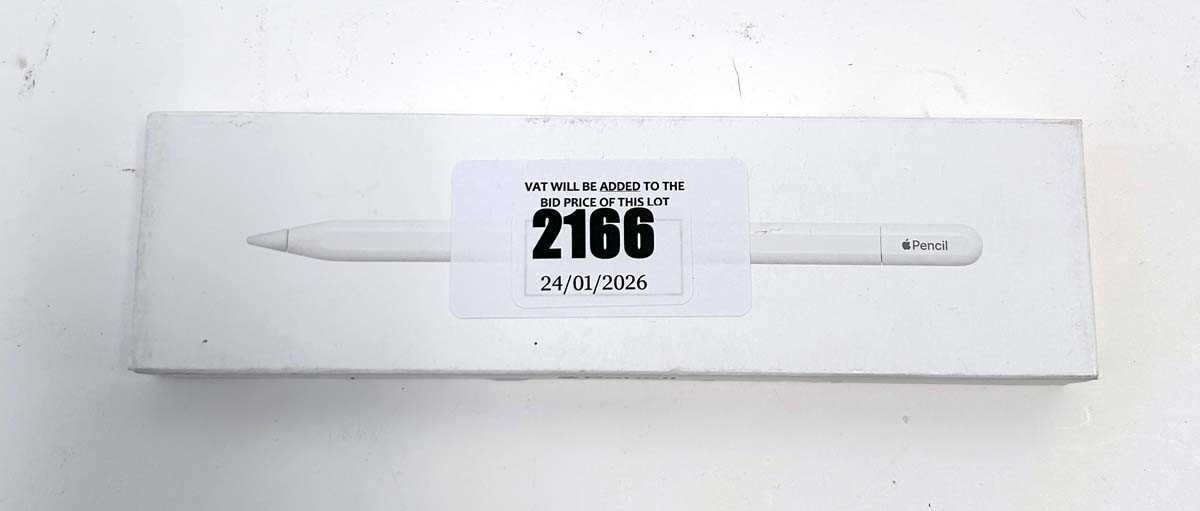 VAT WILL BE ADDED TO THE
BID PRICE OF THIS LOT
2166
24/01/2026
Pencil